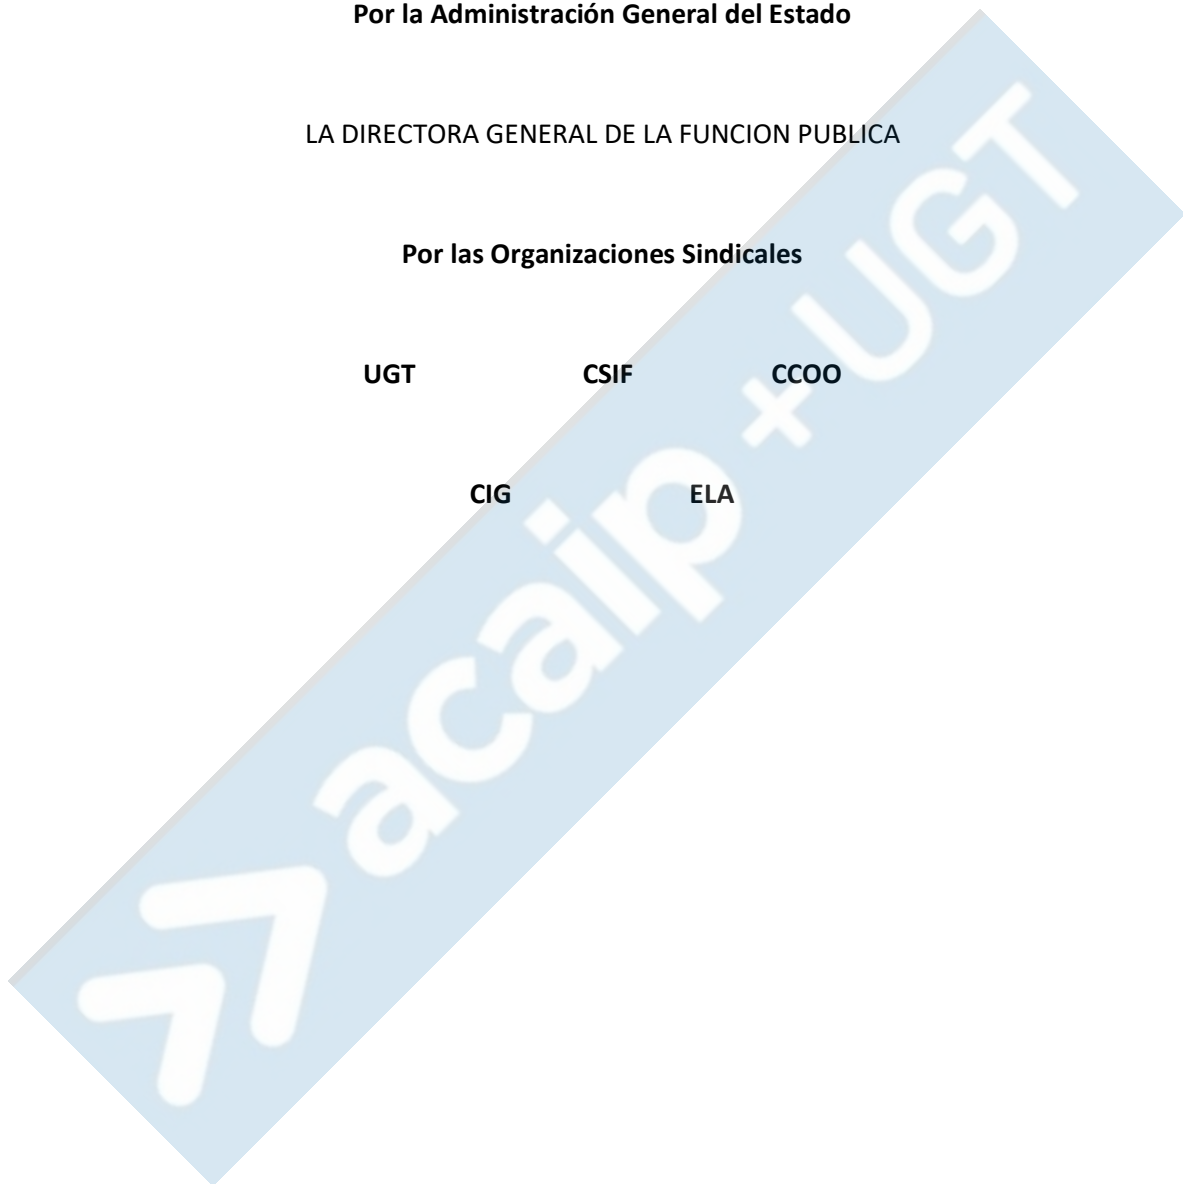 Por la Administración General del Estado
LA DIRECTORA GENERAL DE LA FUNCION PUBLICA
Por las Organizaciones Sindicales
UGT CSIF CCOO
CIG ELA
acaip + UGT